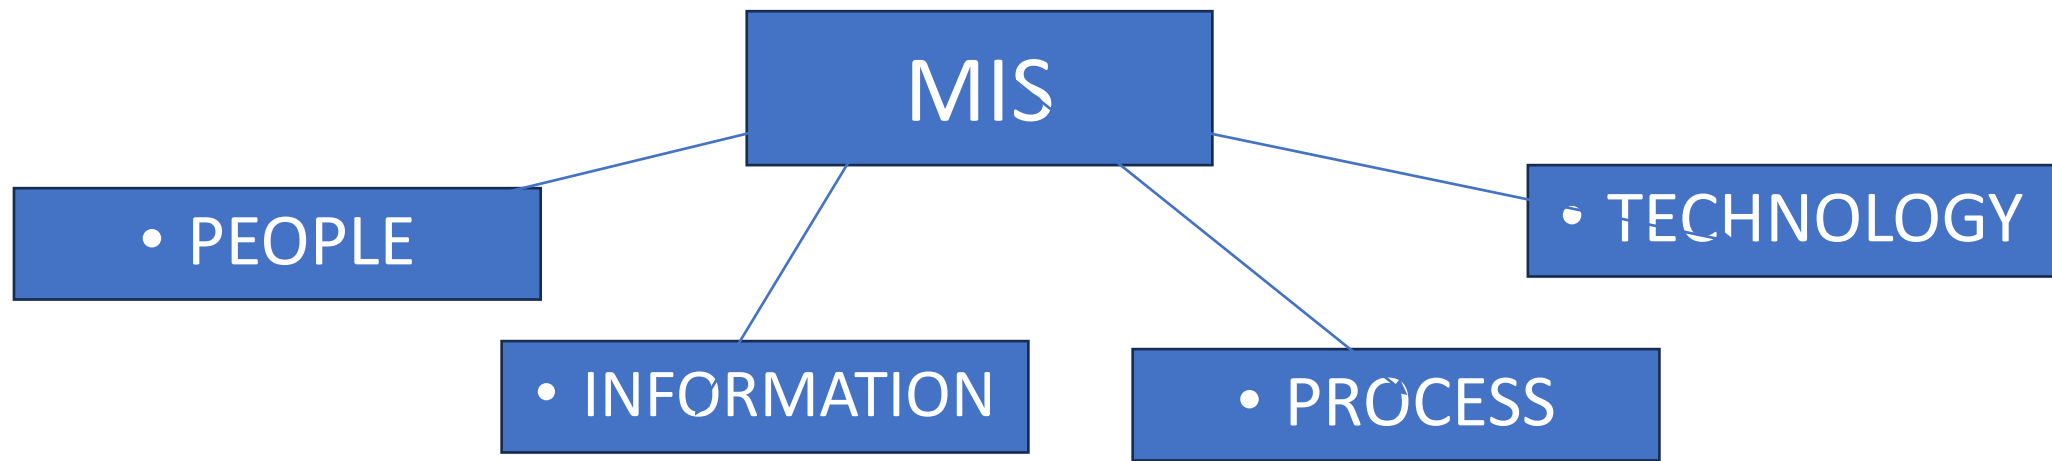 MIS
• PEOPLE
• TECHNOLOGY
• INFORMATION
• PROCESS